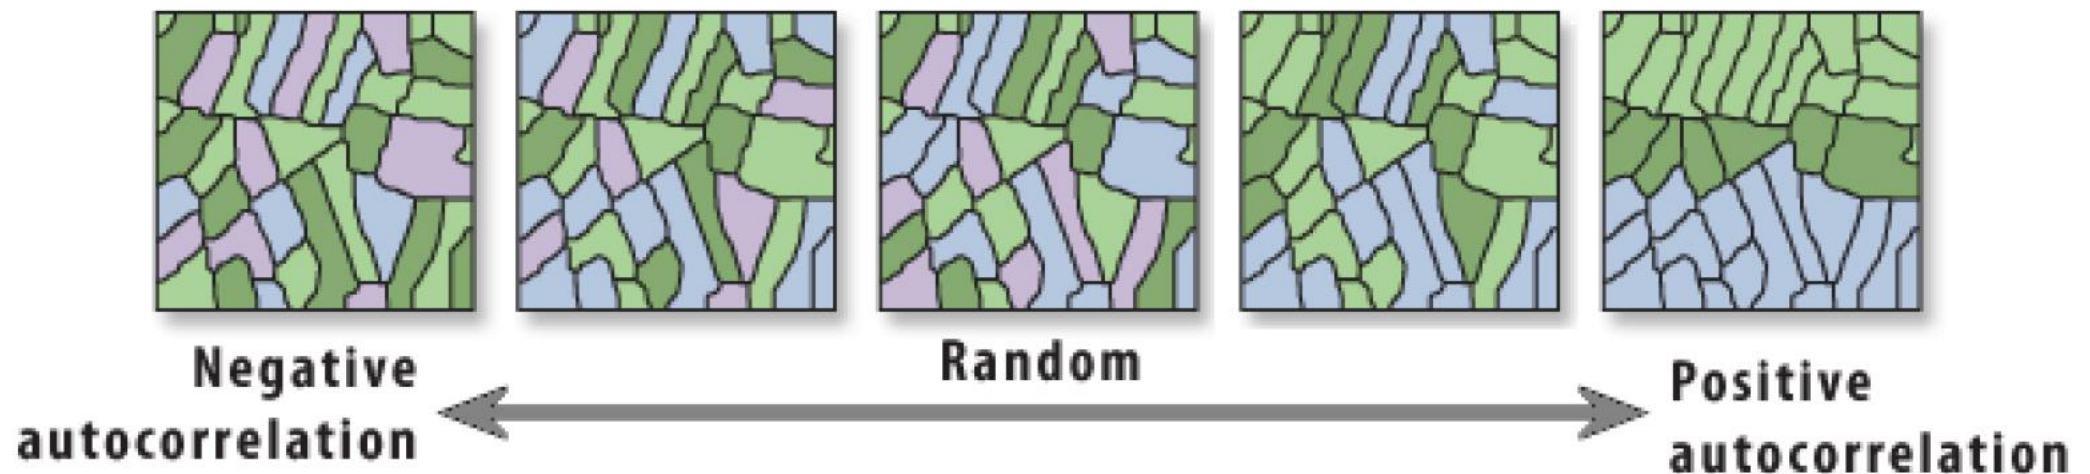 Negative
autocorrelation
Random
Positive
autocorrelation